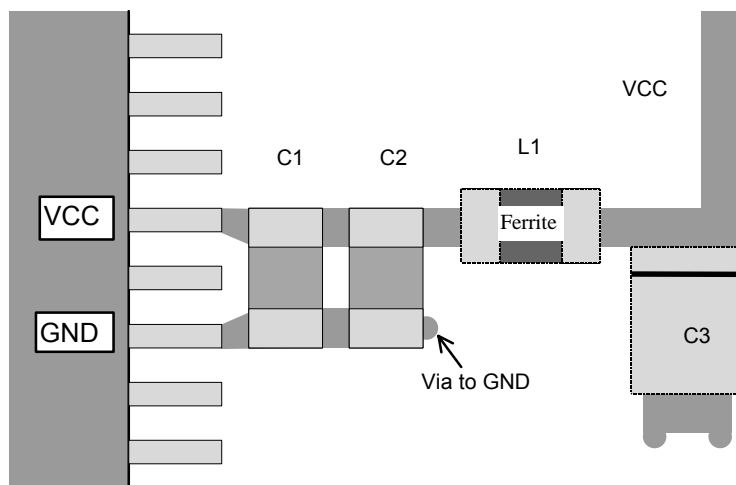 VCC
C1
C2
L1
VCC
Ferrite
GND
C3
Via to GND